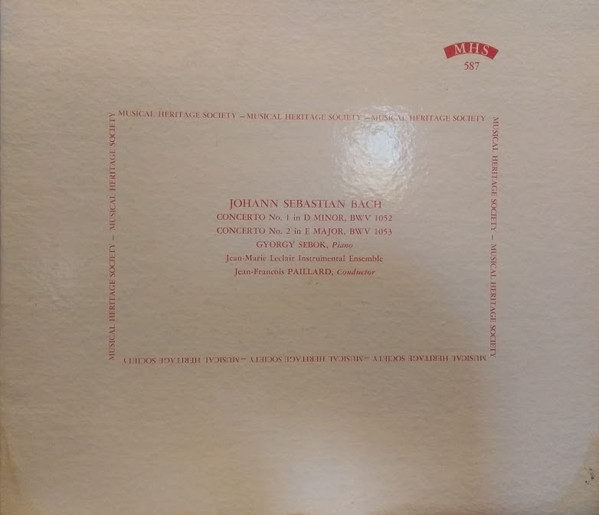 MHS
587
MUSICAL HERITAGE SOCIETY – MUSICAL HERITAGE SOCIETY – MUSICAL HERITAGE SOCIETY
MUSICAL HERITAGE SOCIETY – MUSICAL HERITAGE SOCIETY
JOHANN SEBASTIAN BACH
CONCERTO No. 1 in D MINOR, BWV 1052
CONCERTO No. 2 in E MAJOR, BWV 1053
GYORGY SEBOK, Piano
Jean-Marie Leclair Instrumental Ensemble
Jean-Francois PAILLARD, Conductor
MUSICAL HERITAGE SOCIETY – MUSICAL HERITAGE SOCIETY
MUSICAL HERITAGE SOCIETY – MUSICAL HERITAGE SOCIETY – MUSICAL HERITAGE SOCIETY